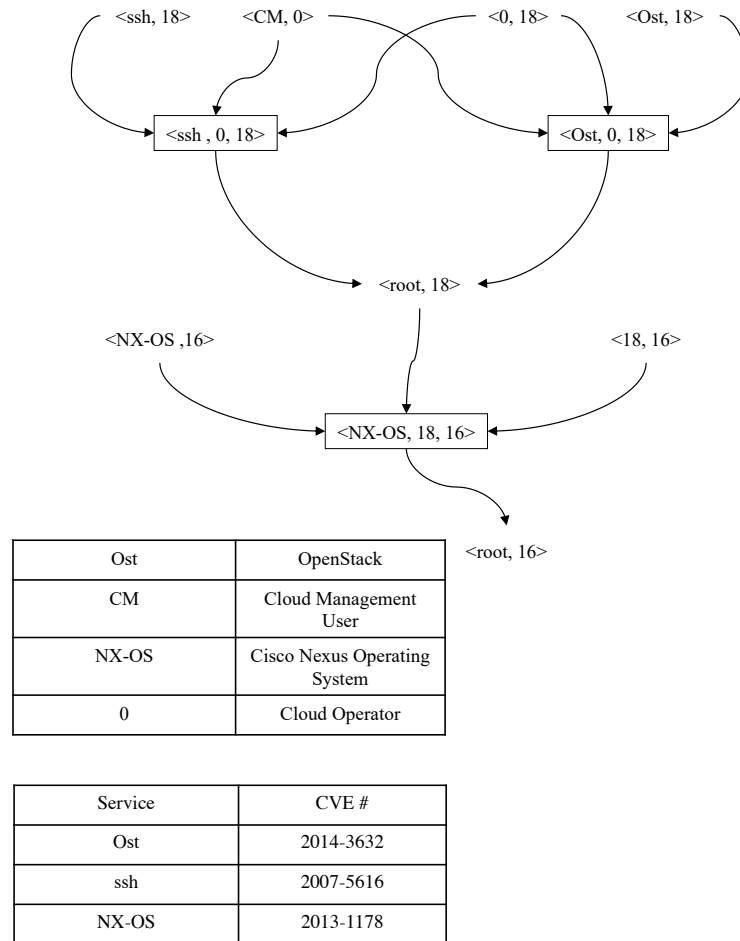 <ssh, 18> <CM, 0> <0, 18> <Ost, 18>
<ssh , 0, 18> <Ost, 0, 18>
<root, 18>
<NX-OS ,16> <18, 16>
<NX-OS, 18, 16>
<root, 16>
Ost OpenStack
CM Cloud Management
User
NX-OS Cisco Nexus Operating
System
0 Cloud Operator
Service CVE #
Ost 2014-3632
ssh 2007-5616
NX-OS 2013-1178